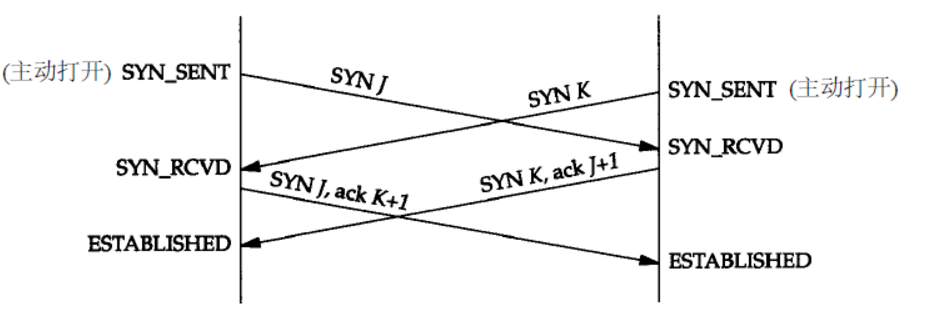 (主动打开) SYN_SENT
SYN J
SYN K
SYN_SENT (主动打开)
SYN_RCVD
SYN_RCVD
SYN J, ack K+1
SYN K, ack J+1
ESTABLISHED
ESTABLISHED